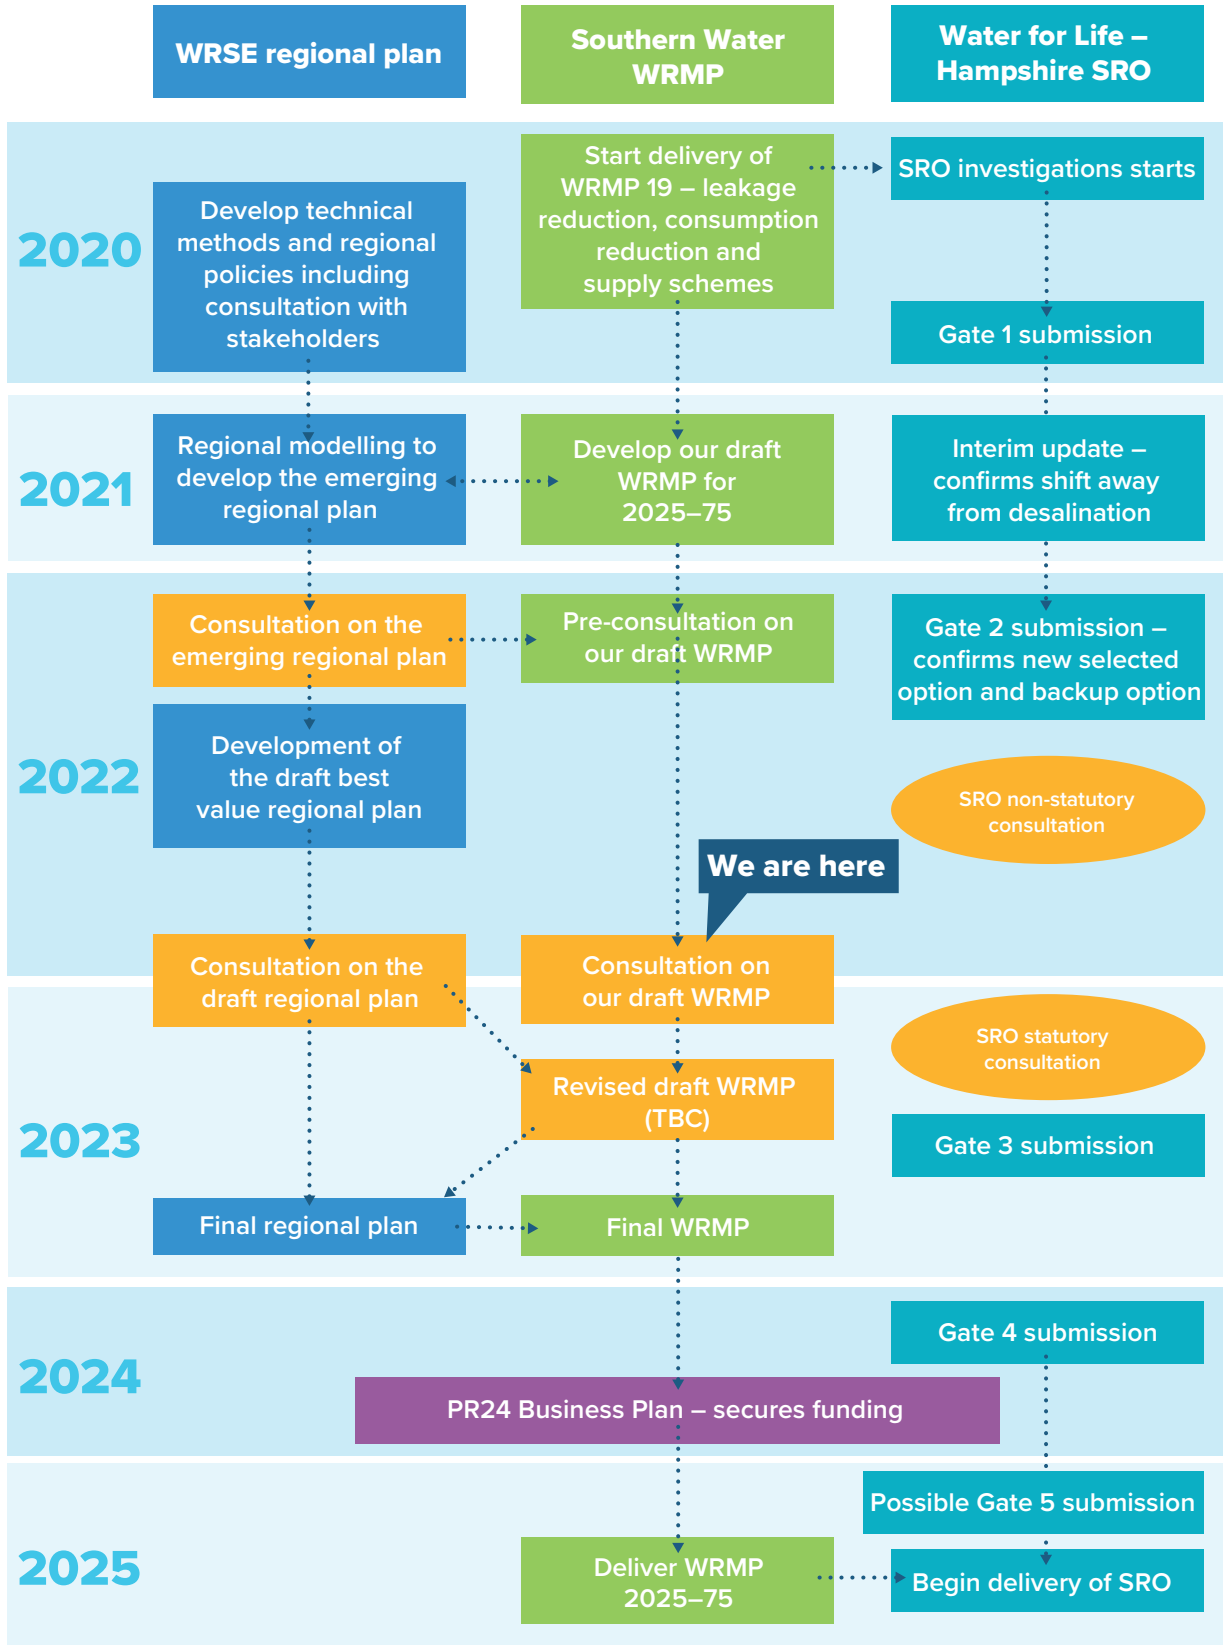 WRSE regional plan
Southern Water
WRMP
Water for Life –
Hampshire SRO
2020
Develop technical
methods and regional
policies including
consultation with
stakeholders
Start delivery of
WRMP 19 – leakage
reduction, consumption
reduction and
supply schemes
SRO investigations starts
Gate 1 submission
2021
Regional modelling to
develop the emerging
regional plan
Develop our draft
WRMP for
2025–75
Interim update –
confirms shift away
from desalination
2022
Consultation on the
emerging regional plan
Pre-consultation on
our draft WRMP
Gate 2 submission –
confirms new selected
option and backup option
Development of
the draft best
value regional plan
SRO non-statutory
consultation
We are here
Consultation on the
draft regional plan
Consultation on
our draft WRMP
2023
SRO statutory
consultation
Revised draft WRMP
(TBC)
Gate 3 submission
Final regional plan
Final WRMP
2024
Gate 4 submission
PR24 Business Plan – secures funding
2025
Possible Gate 5 submission
Deliver WRMP
2025–75
Begin delivery of SRO